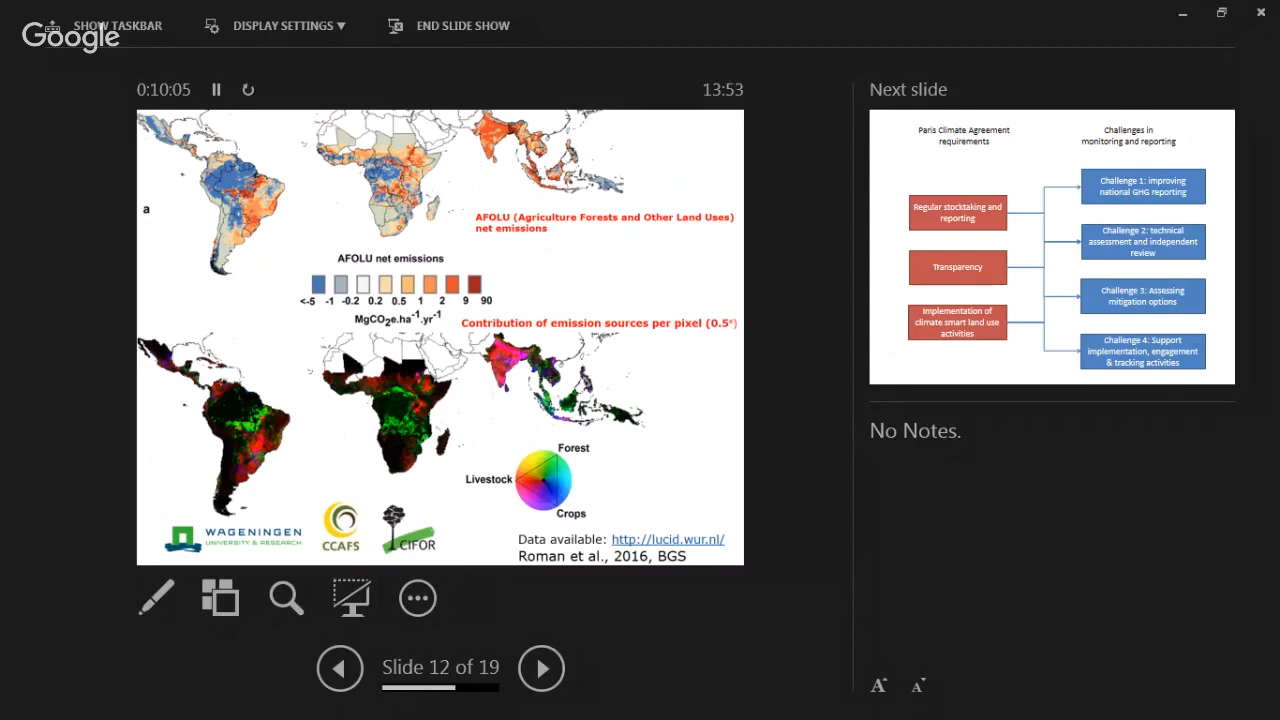 SHOW TASKBAR
DISPLAY SETTINGS ▼
END SLIDE SHOW
Google
0:10:05
13:53
a
AFOLU (Agriculture Forests and Other Land Uses)
net emissions
AFOLU net emissions
<-5 -1 -0.2 0.2 0.5 1 2 9 90
MgCO2e.ha-1.yr-1
Contribution of emission sources per pixel (0.5°)
Forest
Livestock
Crops
WAGENINGEN
UNIVERSITY & RESEARCH
CCAFS
CIFOR
Data available: http://lucid.wur.nl/
Roman et al., 2016, BGS
Slide 12 of 19
Next slide
Paris Climate Agreement
requirements
Challenges in
monitoring and reporting
Regular stocktaking and
reporting
Transparency
Implementation of
climate smart land use
activities
Challenge 1: improving
national GHG reporting
Challenge 2: technical
assessment and independent
review
Challenge 3: Assessing
mitigation options
Challenge 4: Support
implementation, engagement
& tracking activities
No Notes.
A
A